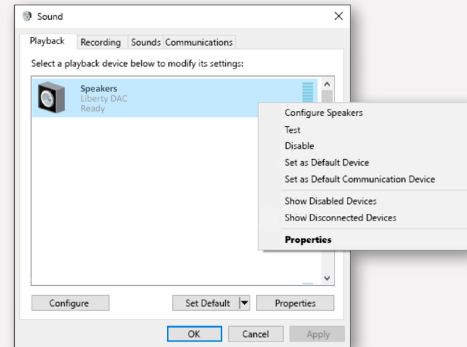 Sound
Playback Recording Sounds Communications
Select a playback device below to modify its settings:
Speakers
Liberty DAC
Ready
Configure Speakers
Test
Disable
Set as Default Device
Set as Default Communication Device
Show Disabled Devices
Show Disconnected Devices
Properties
Configure Set Default Properties
OK Cancel Apply